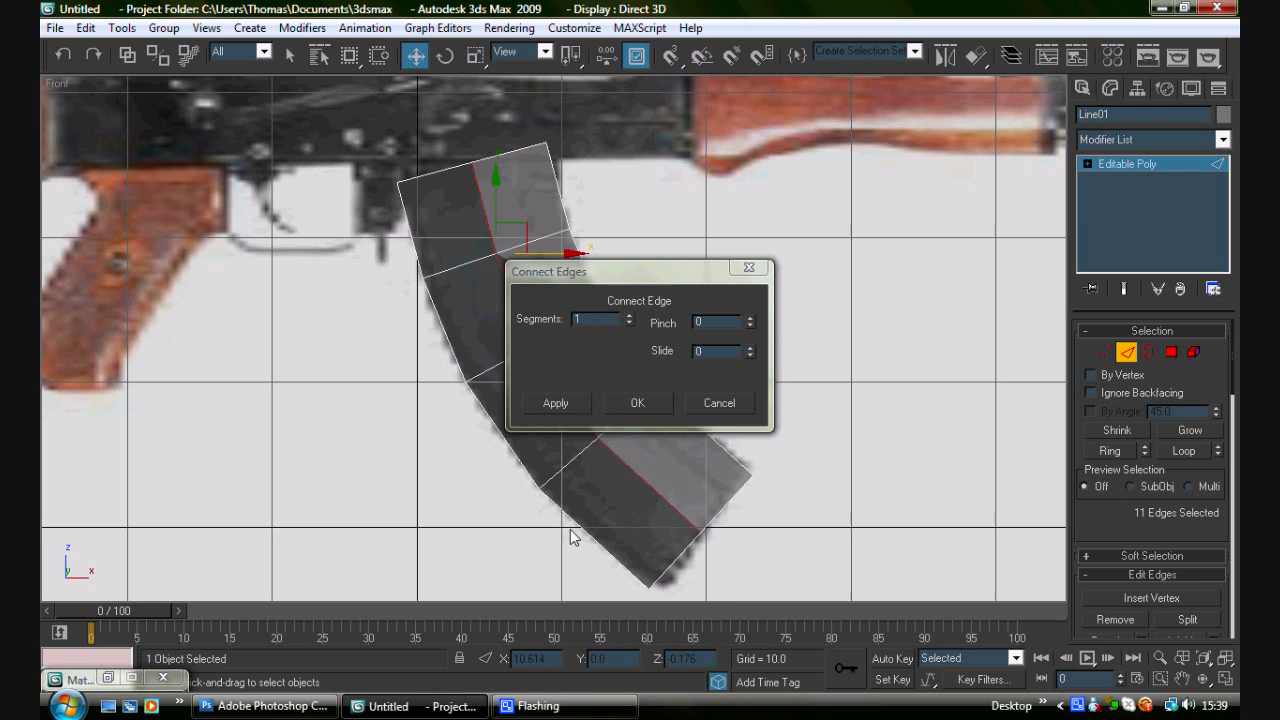 Untitled - Project Folder: C:\Users\Thomas\Documents\3dsmax - Autodesk 3ds Max 2009 - Display : Direct 3D
File Edit Tools Group Views Create Modifiers Animation Graph Editors Rendering Customize MAXScript Help
All View Create Selection Set
Front
Line01
Modifier List
Editable Poly
Connect Edges
Connect Edge
Segments: 1 Pinch 0
Slide 0
Apply OK Cancel
Selection
By Vertex
Ignore Backfacing
By Angle: 45.0
Shrink Grow
Ring Loop
Preview Selection
Off SubObj Multi
11 Edges Selected
Soft Selection
Edit Edges
Insert Vertex
Remove Split
z
y x
x
0 / 100
0 5 10 15 20 25 30 35 40 45 50 55 60 65 70 75 80 85 90 95 100
1 Object Selected X: 10.614 Y: 0.0 Z: -0.176 Grid = 10.0 Auto Key Selected
Mat... ck-and-drag to select objects Add Time Tag Set Key Key Filters... 0
Adobe Photoshop C... Untitled - Projec... Flashing Desktop 15:39